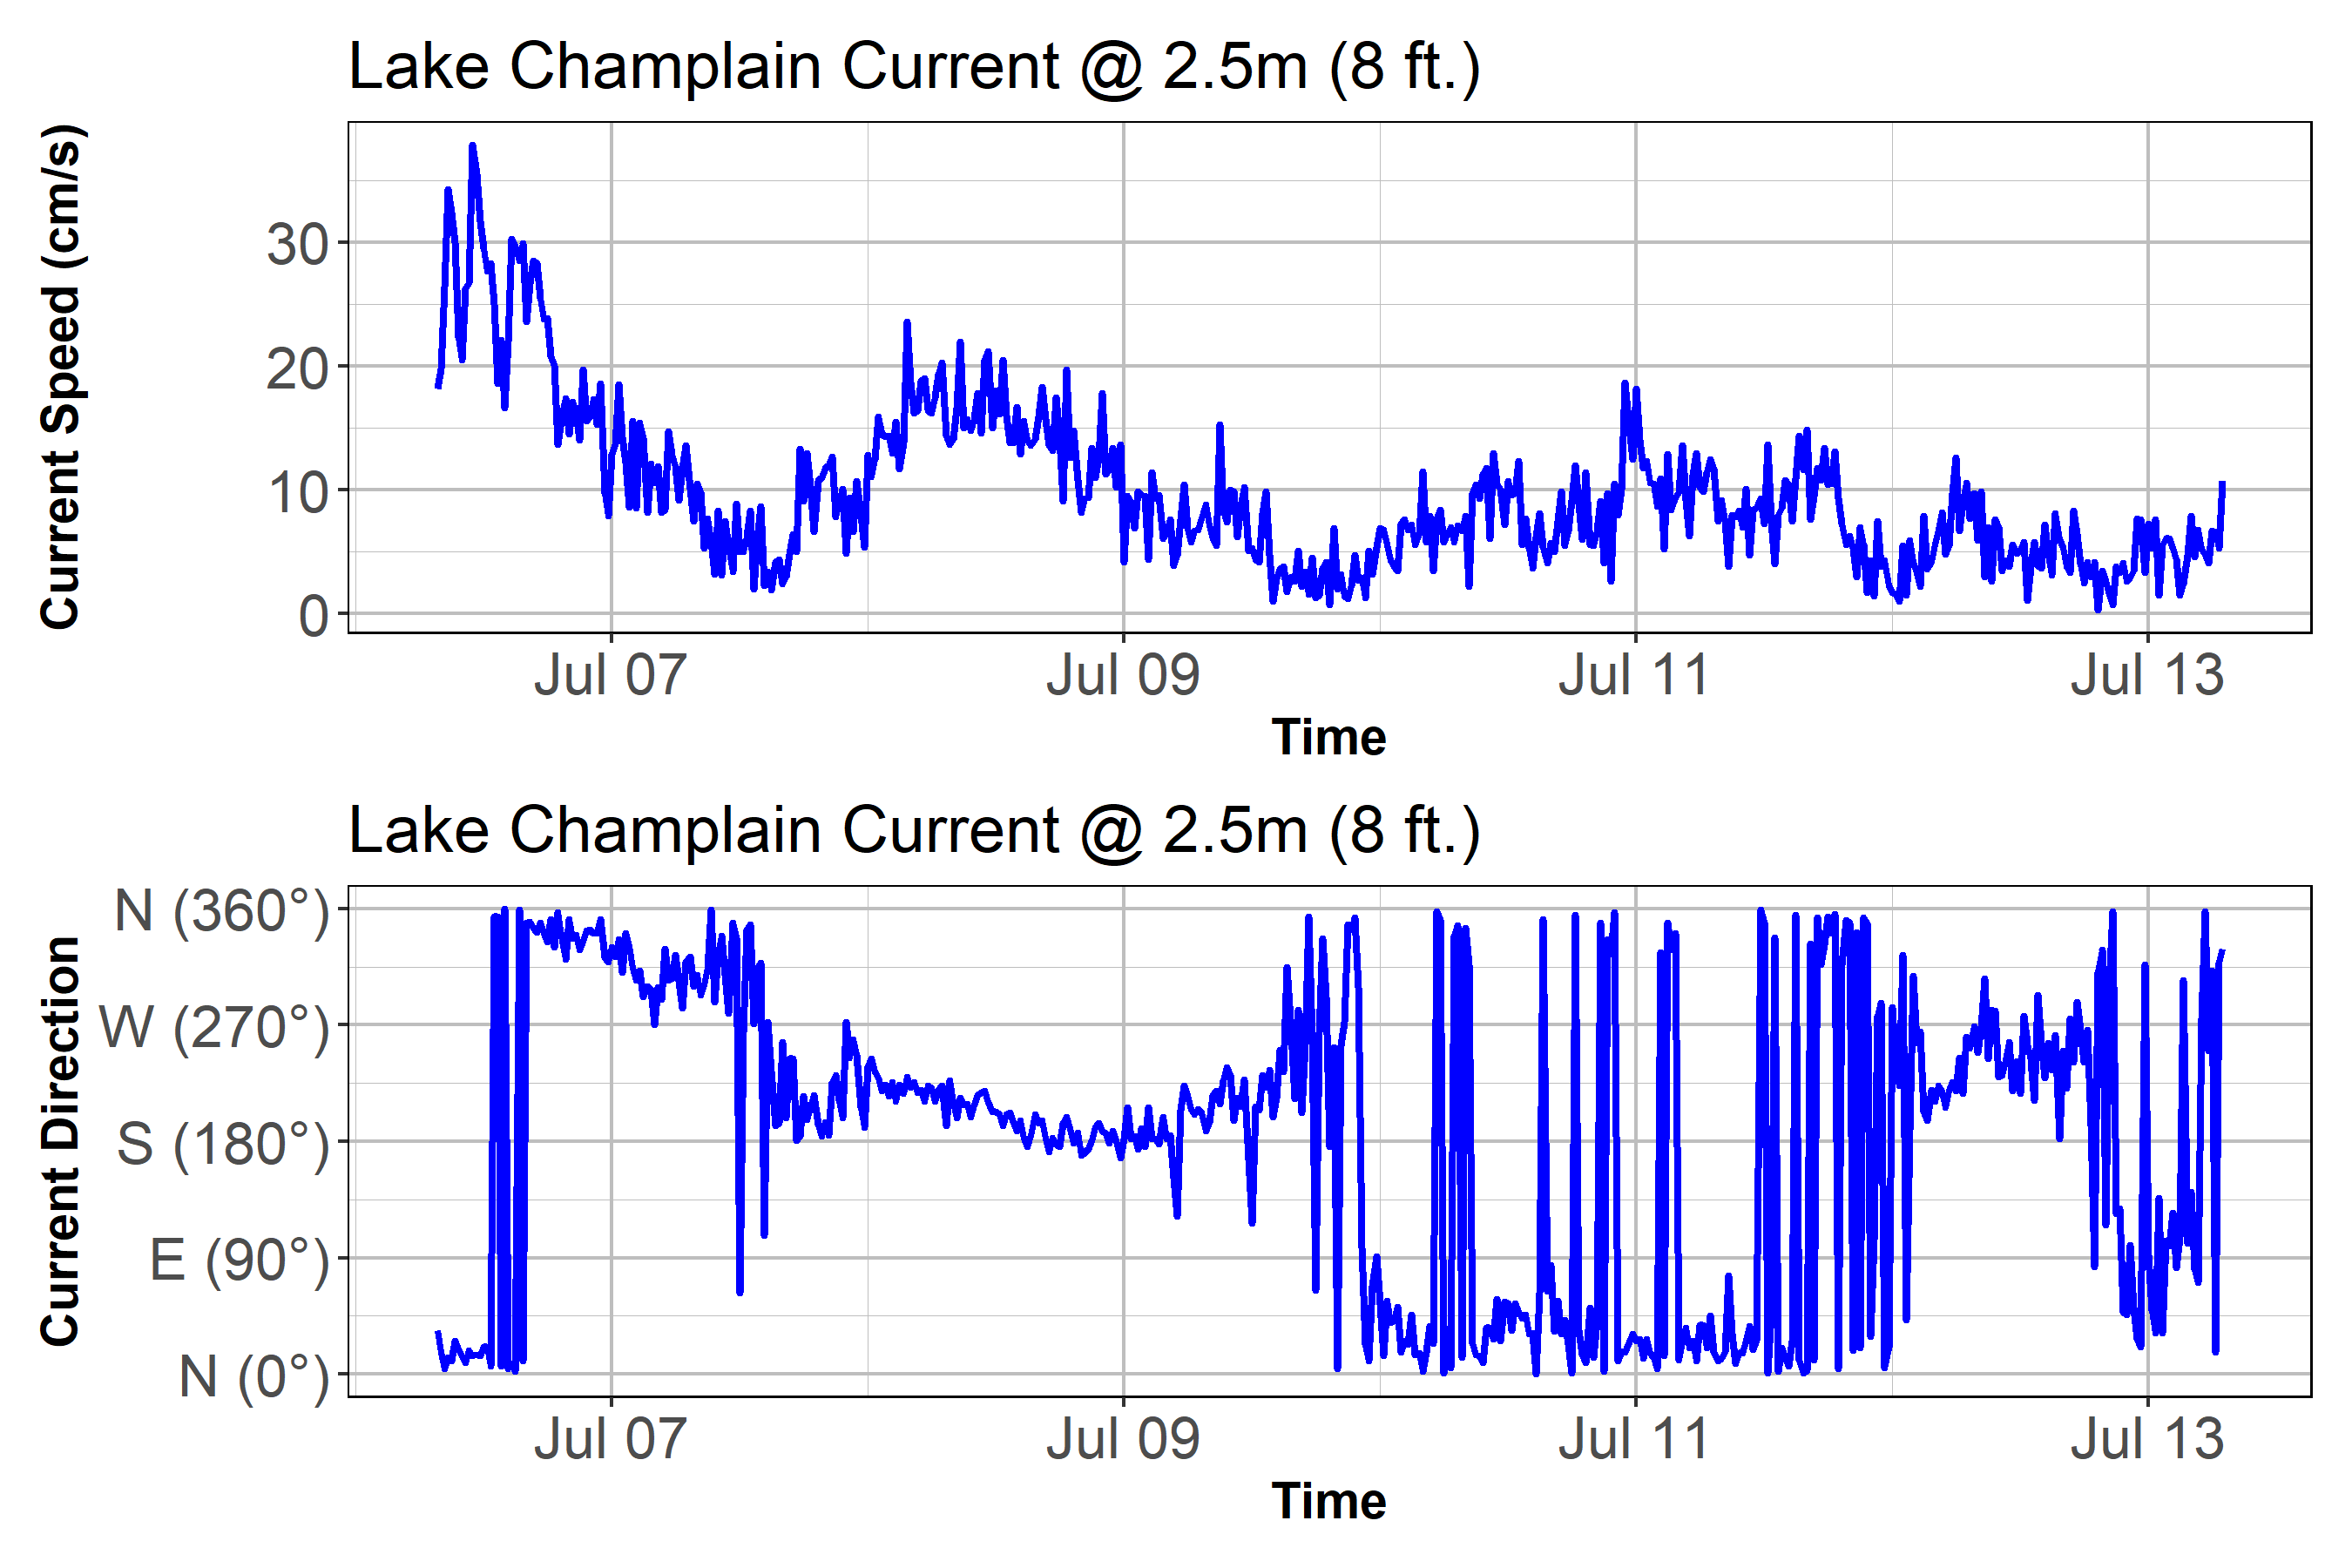 Lake Champlain Current @ 2.5m (8 ft.)
Current Speed (cm/s)
30
20
10
0
Jul 07 Jul 09 Jul 11 Jul 13
Time
Lake Champlain Current @ 2.5m (8 ft.)
Current Direction
N (360°)
W (270°)
S (180°)
E (90°)
N (0°)
Jul 07 Jul 09 Jul 11 Jul 13
Time